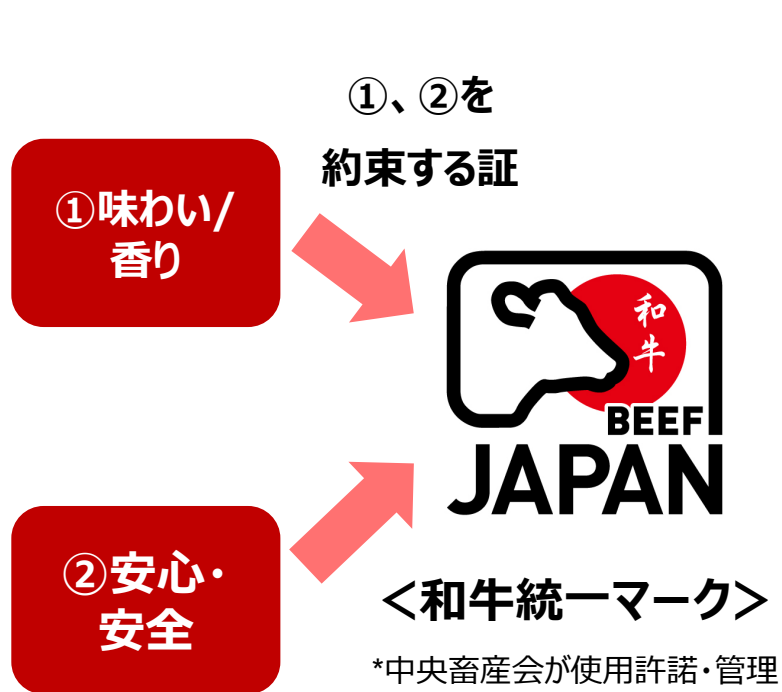 ①、②を
約束する証
①味わい/
香り
和
牛
BEEF
JAPAN
②安心・
安全
＜和牛統一マーク＞
*中央畜産会が使用許諾・管理